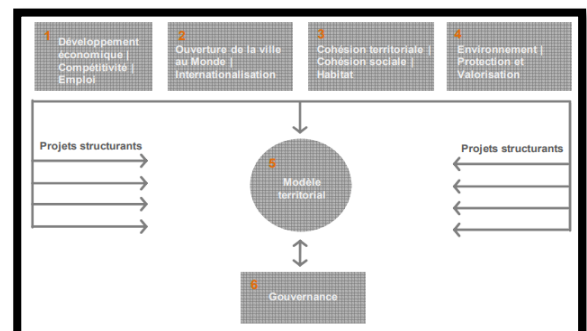 1 Développement
économique |
Compétitivité |
Emploi
2
Ouverture de la ville
au Monde |
Internationalisation
3
Cohésion territoriale |
Cohésion sociale |
Habitat
4
Environnement |
Protection et
Valorisation
Projets structurants
Projets structurants
5
Modèle
territorial
6
Gouvernance